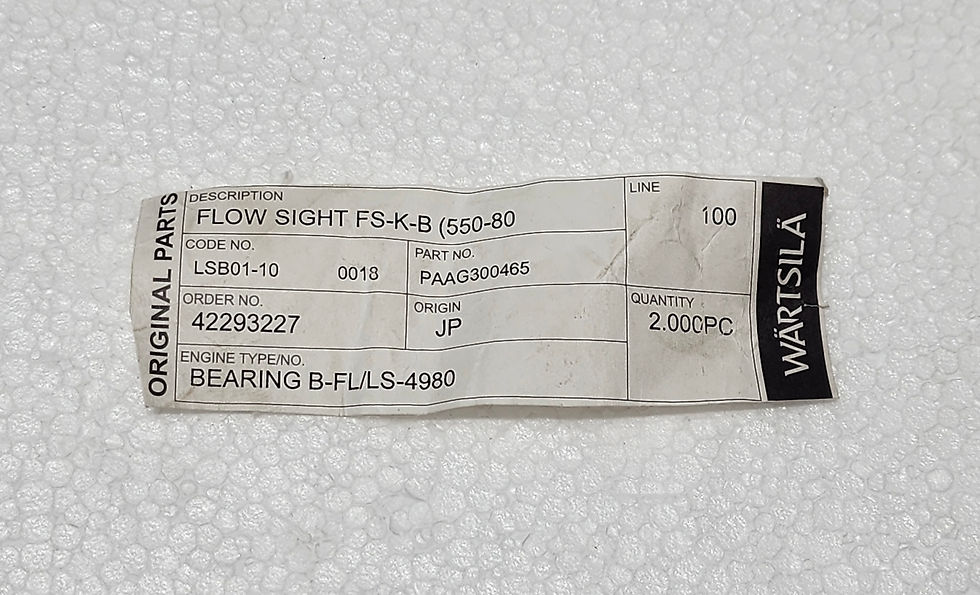 ORIGINAL PARTS
DESCRIPTION
FLOW SIGHT FS-K-B (550-80
LINE
100
CODE NO.
LSB01-10 0018
PART NO.
PAAG300465
ORDER NO.
42293227
ORIGIN
JP
QUANTITY
2.000PC
ENGINE TYPE/NO.
BEARING B-FL/LS-4980
WÄRTSILÄ